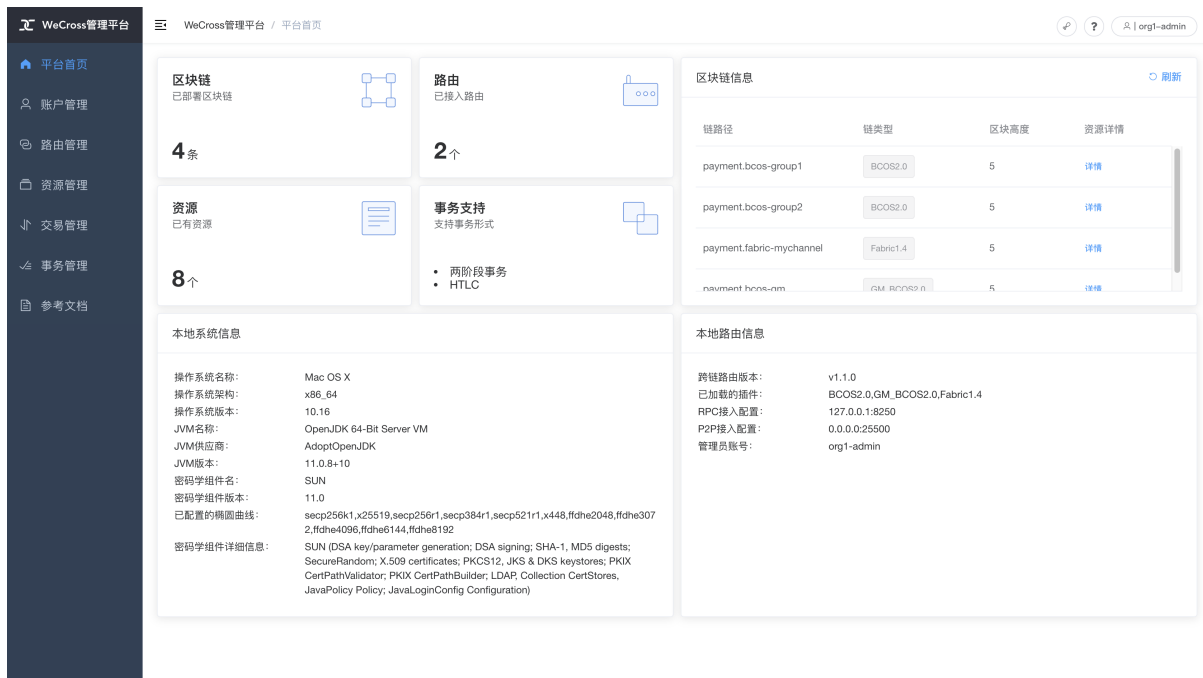 WeCross管理平台
WeCross管理平台 / 平台首页
? org1-admin
平台首页
账户管理
路由管理
资源管理
交易管理
事务管理
参考文档
区块链
已部署区块链
4条
路由
已接入路由
2个
资源
已有资源
8个
事务支持
支持事务形式
• 两阶段事务
• HTLC
区块链信息 刷新
链路径 链类型 区块高度 资源详情
payment.bcos-group1 BCOS2.0 5 详情
payment.bcos-group2 BCOS2.0 5 详情
payment.fabric-mychannel Fabric1.4 5 详情
payment.bcos-gm GM_BCOS2.0 5 详情
本地系统信息
操作系统名称: Mac OS X
操作系统架构: x86_64
操作系统版本: 10.16
JVM名称: OpenJDK 64-Bit Server VM
JVM供应商: AdoptOpenJDK
JVM版本: 11.0.8+10
密码学组件名: SUN
密码学组件版本: 11.0
已配置的椭圆曲线: secp256k1,x25519,secp256r1,secp384r1,secp521r1,x448,ffdhe2048,ffdhe307
2,ffdhe4096,ffdhe6144,ffdhe8192
密码学组件详细信息: SUN (DSA key/parameter generation; DSA signing; SHA-1, MD5 digests;
SecureRandom; X.509 certificates; PKCS12, JKS & DKS keystores; PKIX
CertPathValidator; PKIX CertPathBuilder; LDAP, Collection CertStores,
JavaPolicy Policy; JavaLoginConfig Configuration)
本地路由信息
跨链路由版本: v1.1.0
已加载的插件: BCOS2.0,GM_BCOS2.0,Fabric1.4
RPC接入配置: 127.0.0.1:8250
P2P接入配置: 0.0.0.0:25500
管理员账号: org1-admin